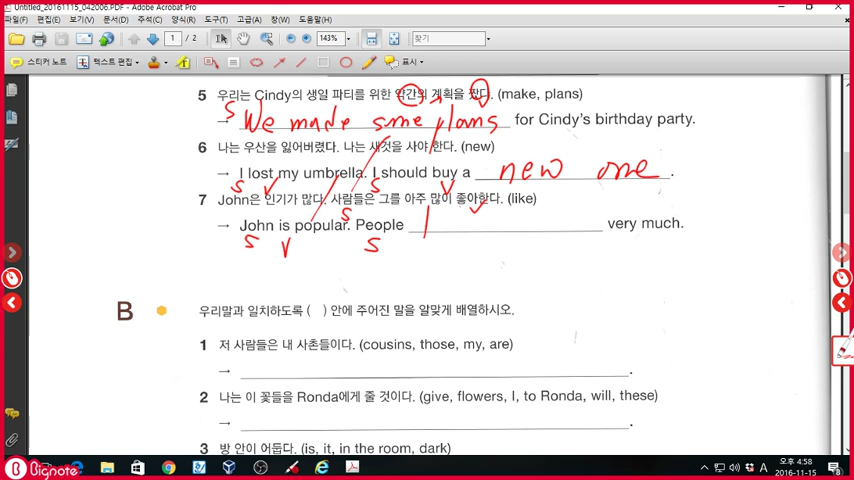 Untitled_20161115_042006.PDF - Adobe Acrobat Pro
파일(F) 편집(E) 보기(V) 문서(D) 주석(C) 양식(R) 도구(T) 고급(A) 창(W) 도움말(H)
1 / 2 143% 찾기
스티커 노트 텍스트 편집 표시
5 우리는 Cindy의 생일 파티를 위한 약간의 계획을 짰다. (make, plans)
S
→ We made some plans for Cindy's birthday party.
6 나는 우산을 잃어버렸다. 나는 새것을 사야 한다. (new)
→ I lost my umbrella. I should buy a new one .
S V S V
7 John은 인기가 많다. 사람들은 그를 아주 많이 좋아한다. (like)
S
→ John is popular. People l very much.
S V S
B 우리말과 일치하도록 ( ) 안에 주어진 말을 알맞게 배열하시오.
1 저 사람들은 내 사촌들이다. (cousins, those, my, are)
→ .
2 나는 이 꽃들을 Ronda에게 줄 것이다. (give, flowers, I, to Ronda, will, these)
→ .
3 방 안이 어둡다. (is, it, in the room, dark)
Bignote
A 오후 4:58
2016-11-15